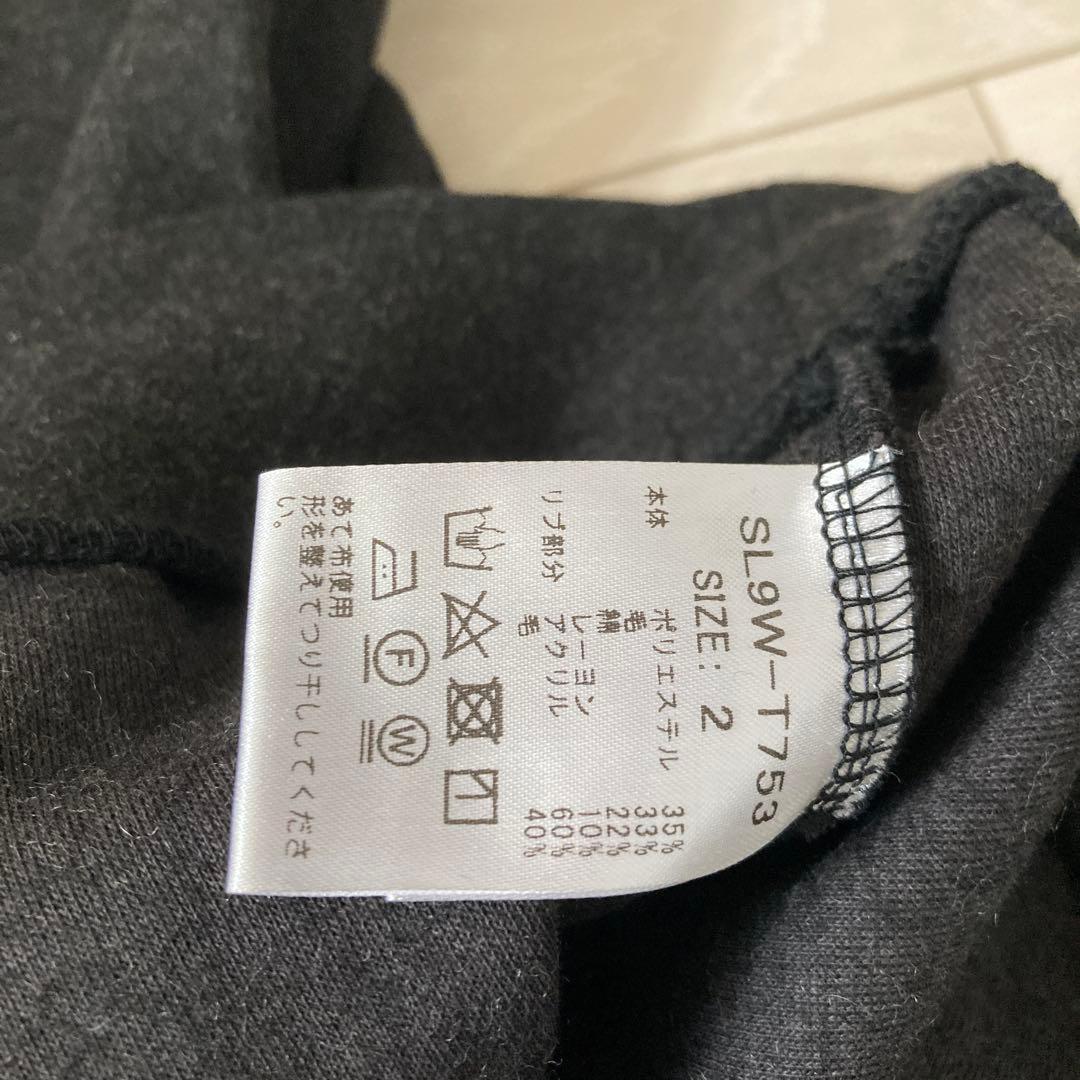 SL9W-T753
SIZE: 2
本体 ポリエステル 35%
毛 33%
綿 22%
レーヨン 10%
リブ部分 アクリル 60%
毛 40%
F W
あて布使用
形を整えてつり干ししてくださ
い。